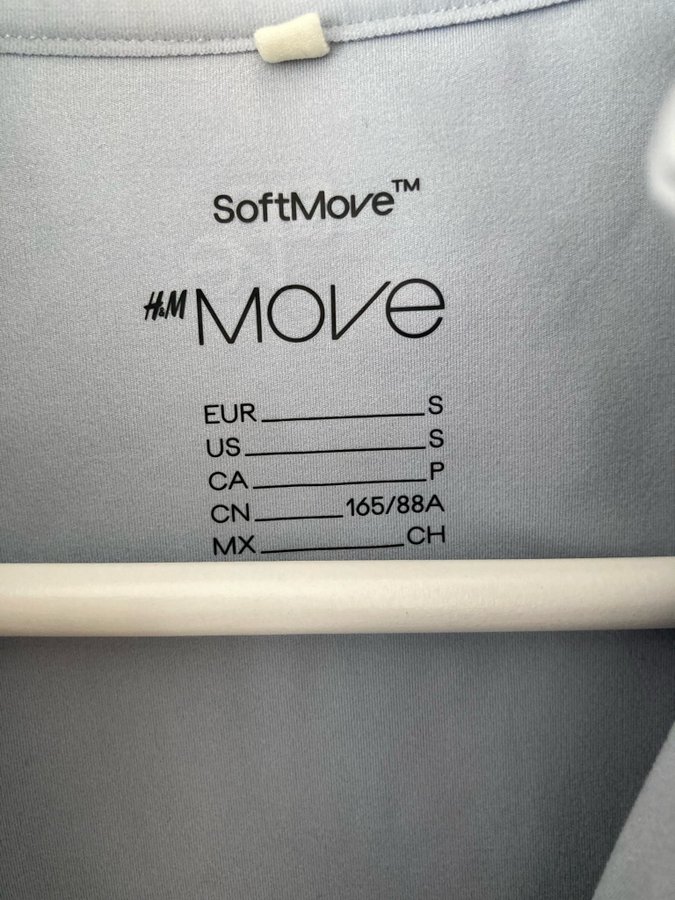 SoftMove™
H&M MOVE
EUR S
US S
CA P
CN 165/88A
MX CH